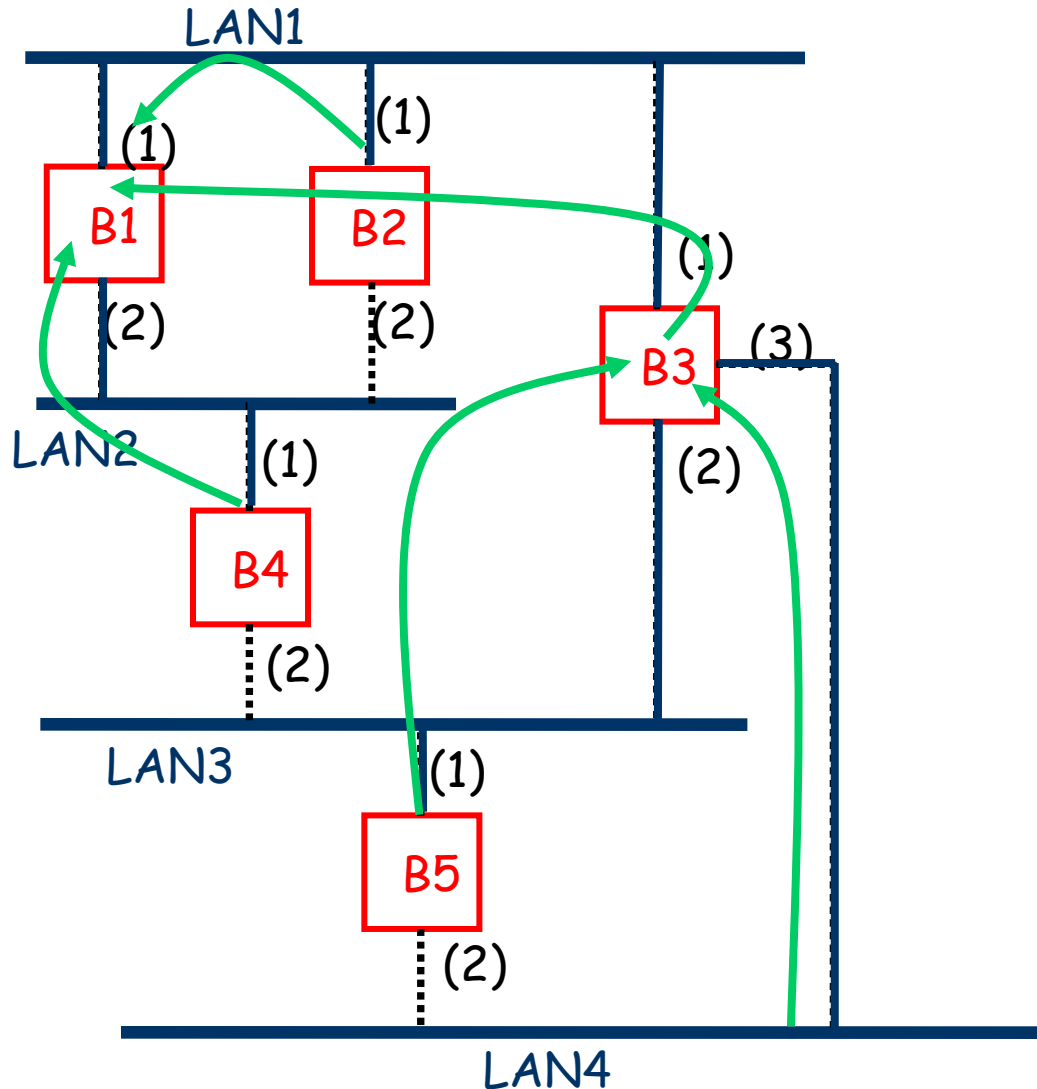 LAN1
(1)
(1)
B1
B2
(1)
(2)
(2)
B3
(3)
LAN2
(1)
(2)
B4
(2)
LAN3
(1)
B5
(2)
LAN4